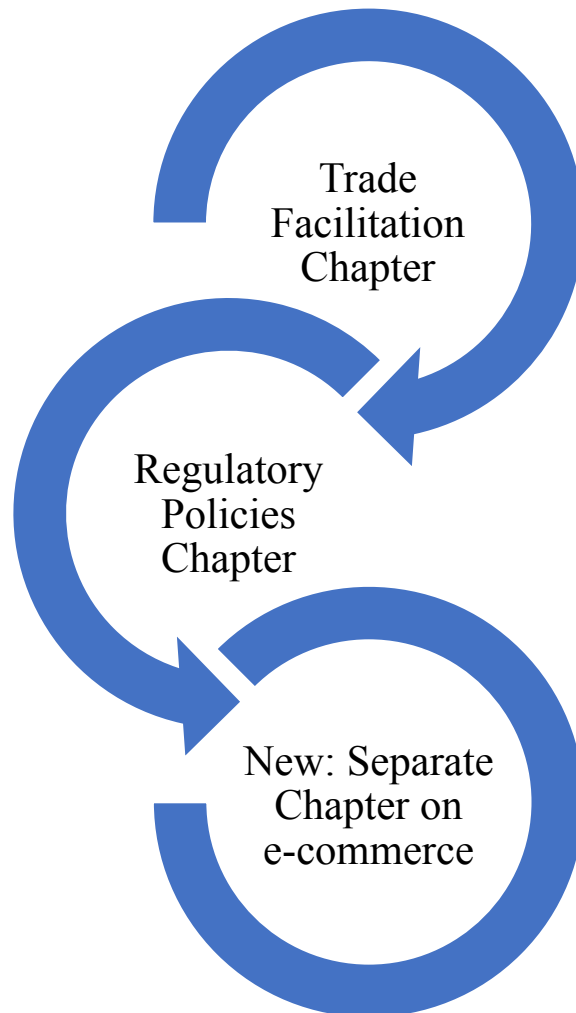 Trade
Facilitation
Chapter
Regulatory
Policies
Chapter
New: Separate
Chapter on
e-commerce